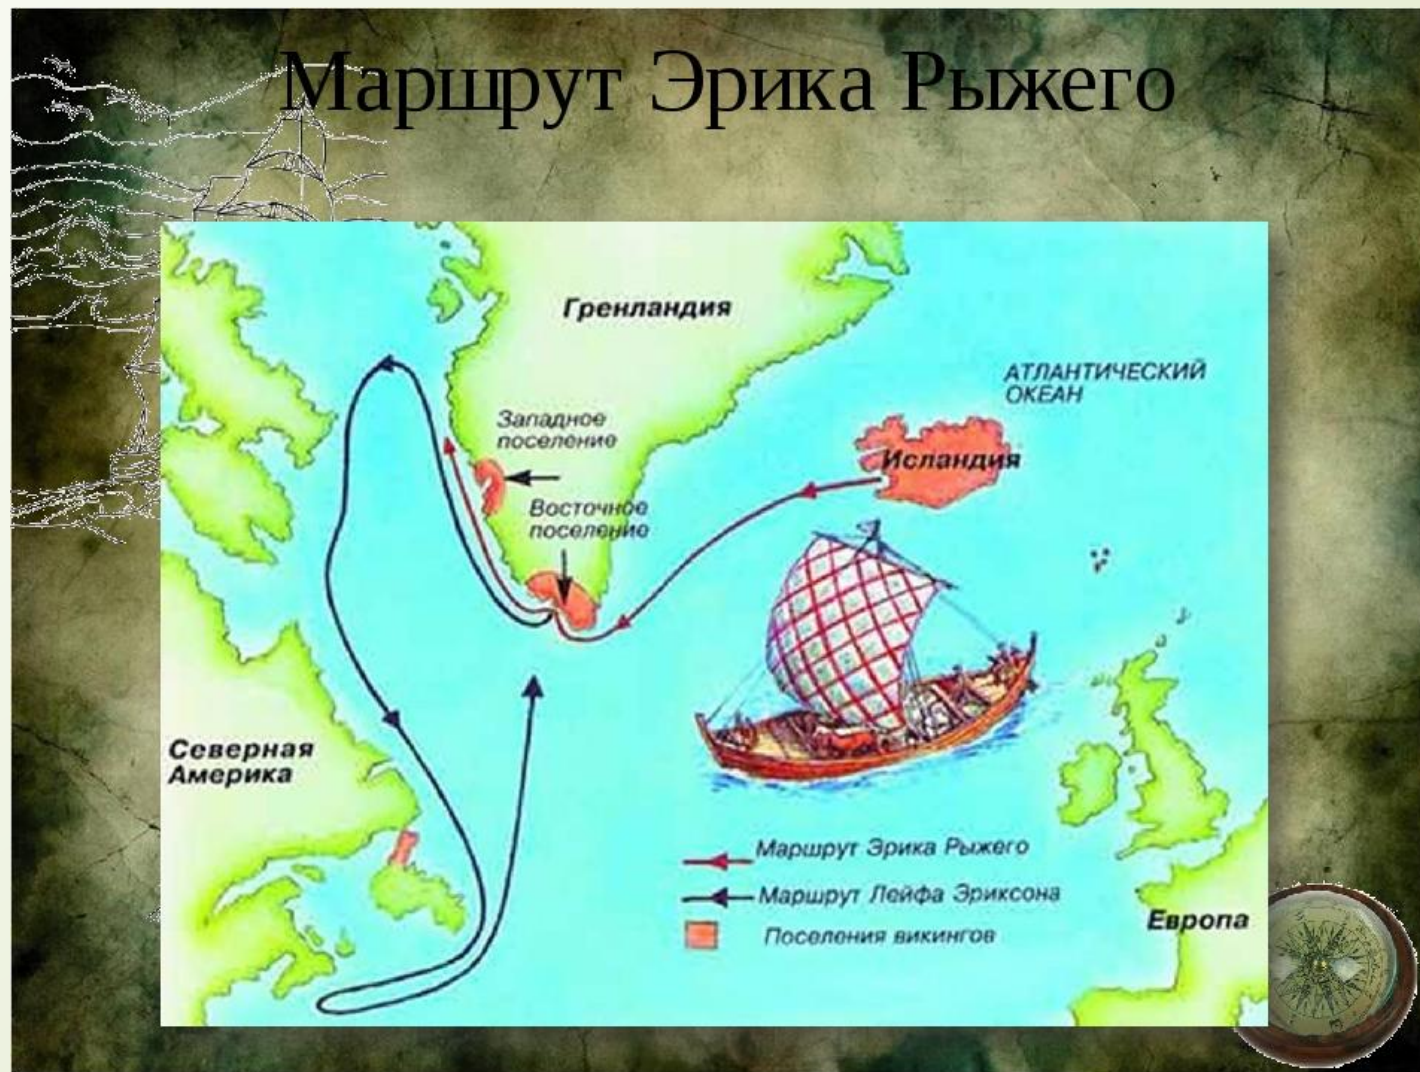 Маршрут Эрика Рыжего
Гренландия
АТЛАНТИЧЕСКИЙ
ОКЕАН
Западное
поселение
Исландия
Восточное
поселение
Северная
Америка
Маршрут Эрика Рыжего
Маршрут Лейфа Эриксона
Поселения викингов
Европа